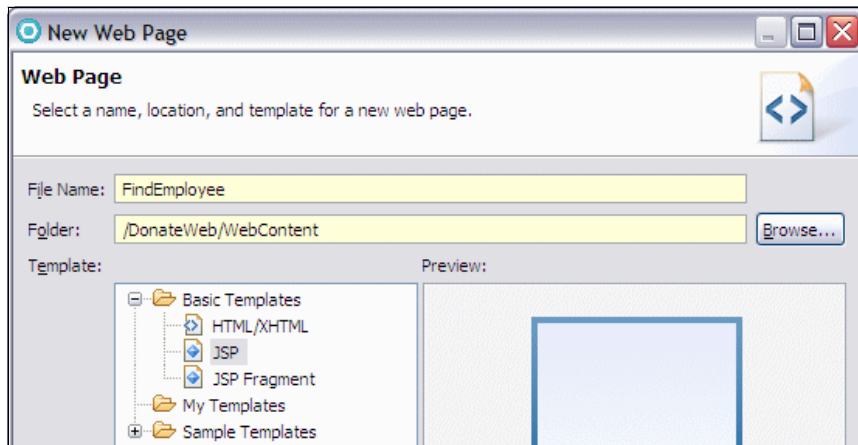 New Web Page
Web Page
Select a name, location, and template for a new web page.
File Name: FindEmployee
Folder: /DonateWeb/WebContent Browse...
Template: Preview:
Basic Templates
HTML/XHTML
JSP
JSP Fragment
My Templates
Sample Templates